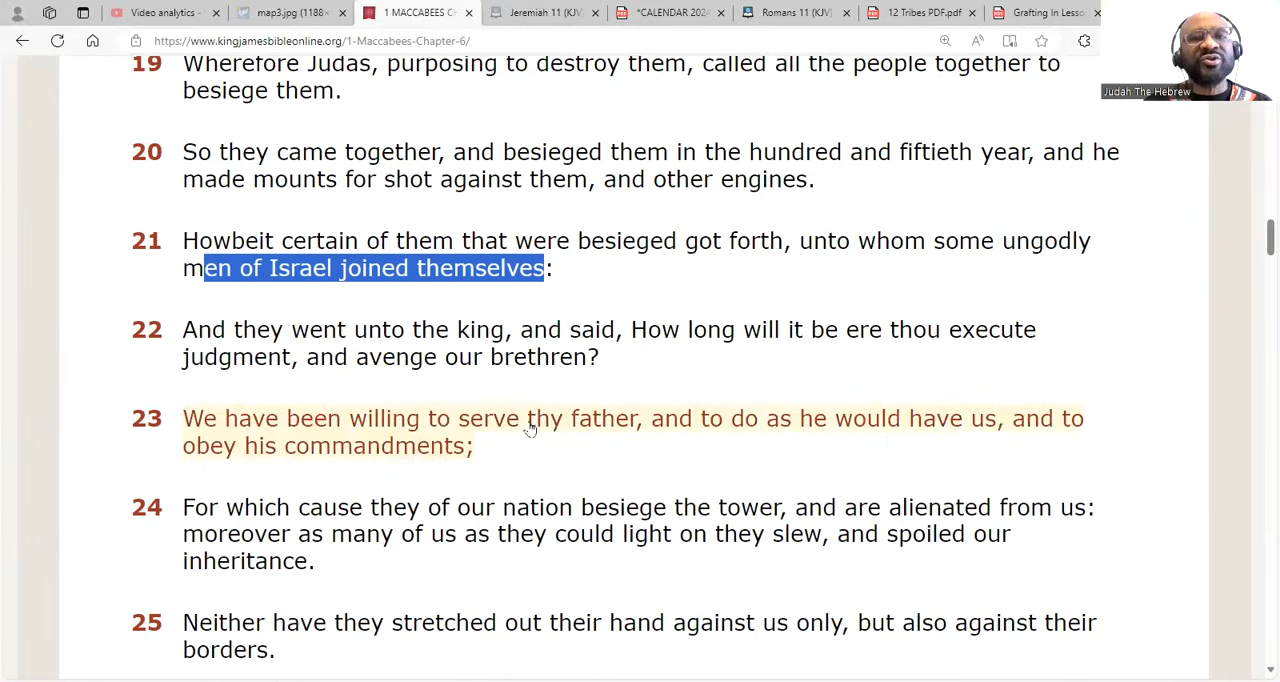 Video analytics -
map3.jpg (1188×
1 MACCABEES C
Jeremiah 11 (KJV)
*CALENDAR 2024
Romans 11 (KJV)
12 Tribes PDF.pdf
Grafting In Lesso
https://www.kingjamesbibleonline.org/1-Maccabees-Chapter-6/
Judah The Hebrew
19 Wherefore Judas, purposing to destroy them, called all the people together to
besiege them.
20 So they came together, and besieged them in the hundred and fiftieth year, and he
made mounts for shot against them, and other engines.
21 Howbeit certain of them that were besieged got forth, unto whom some ungodly
men of Israel joined themselves:
22 And they went unto the king, and said, How long will it be ere thou execute
judgment, and avenge our brethren?
23 We have been willing to serve thy father, and to do as he would have us, and to
obey his commandments;
24 For which cause they of our nation besiege the tower, and are alienated from us:
moreover as many of us as they could light on they slew, and spoiled our
inheritance.
25 Neither have they stretched out their hand against us only, but also against their
borders.